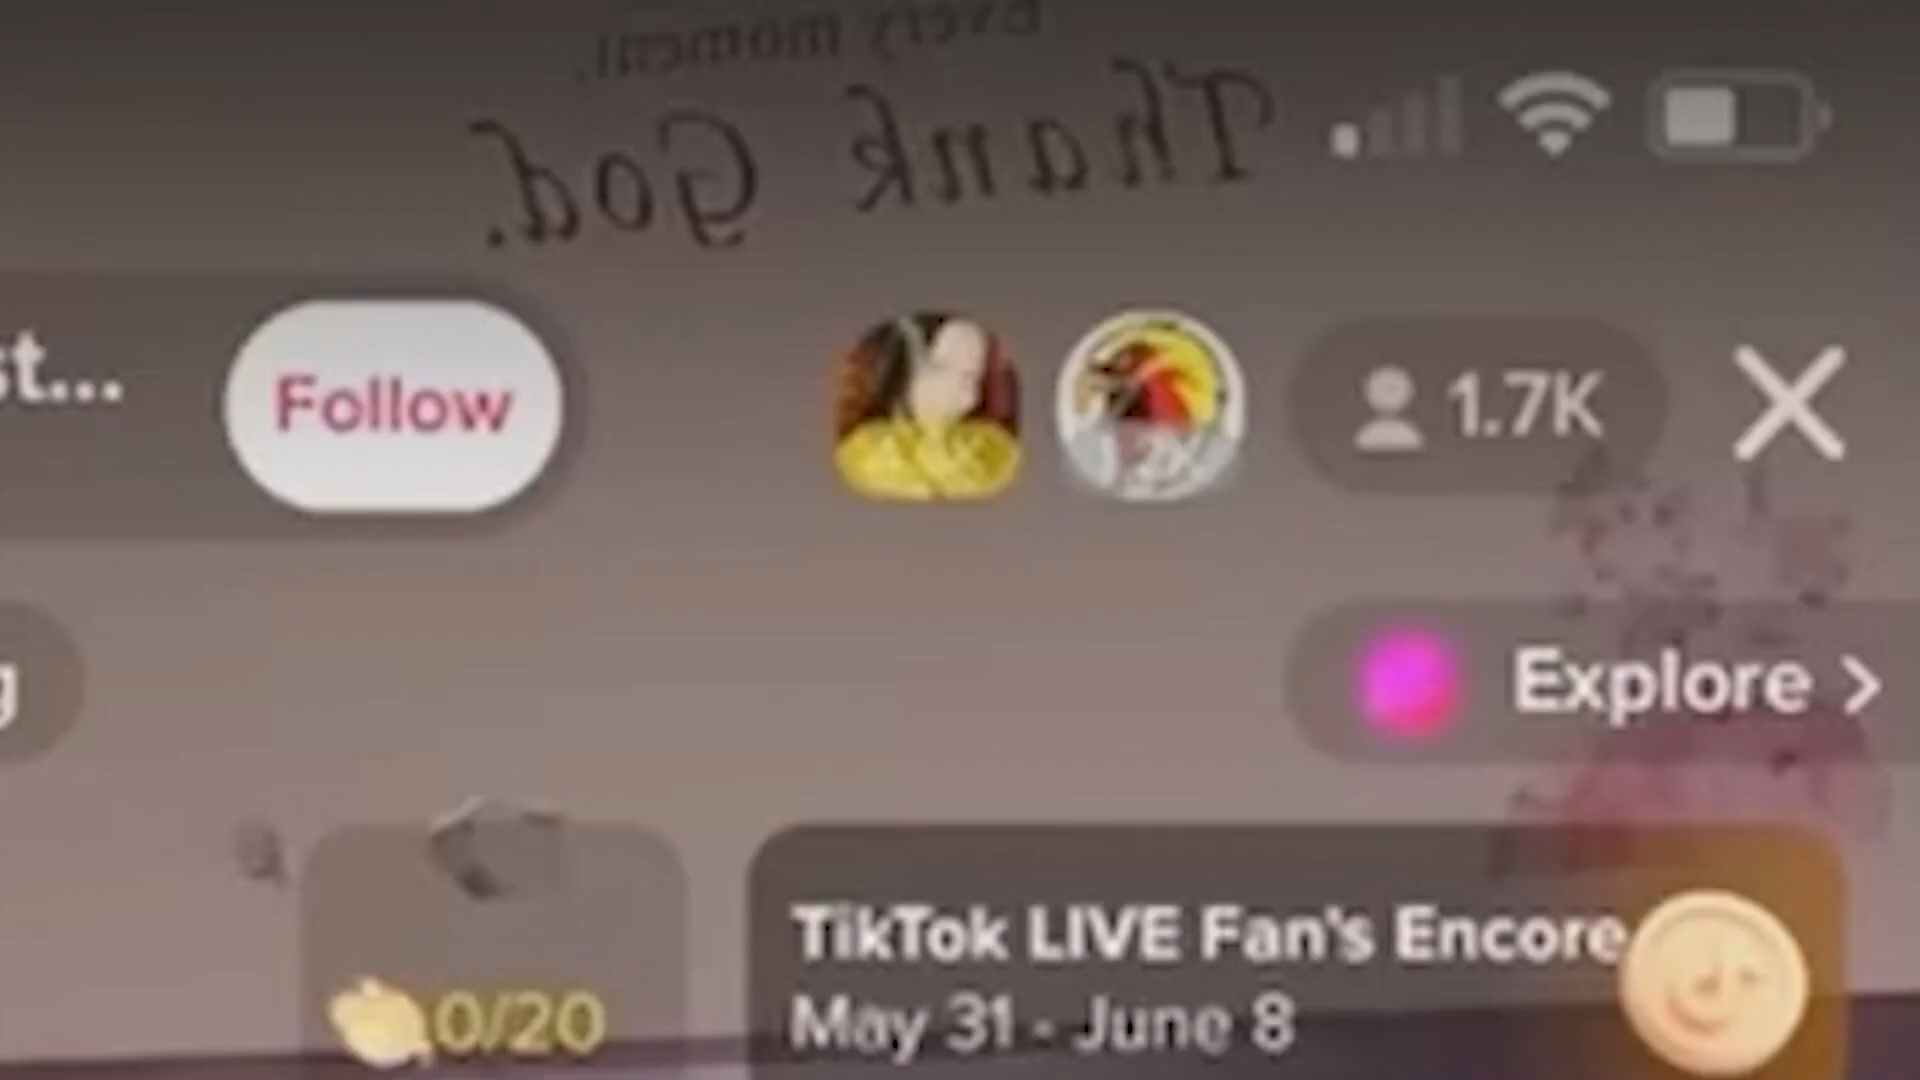 Every moment,
Thank God.
st...
Follow
1.7K
Explore >
g
TikTok LIVE Fan's Encore
May 31 - June 8
0/20